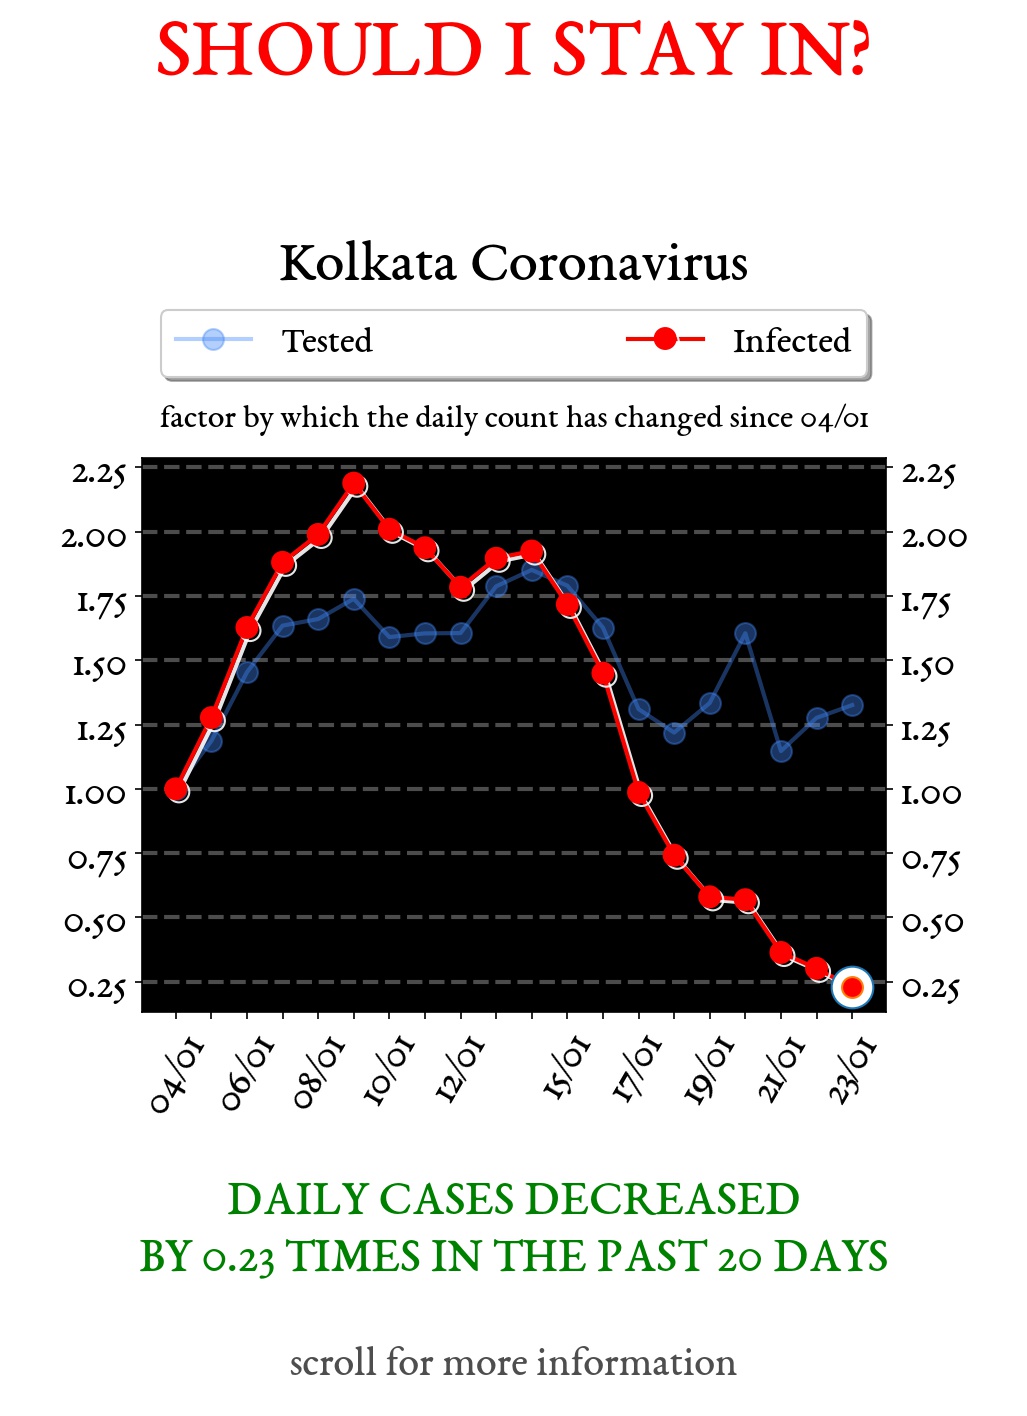 SHOULD I STAY IN?
Kolkata Coronavirus
Tested Infected
factor by which the daily count has changed since 04/01
2.25 2.25
2.00 2.00
1.75 1.75
1.50 1.50
1.25 1.25
1.00 1.00
0.75 0.75
0.50 0.50
0.25 0.25
04/01 06/01 08/01 10/01 12/01 15/01 17/01 19/01 21/01 23/01
DAILY CASES DECREASED
BY 0.23 TIMES IN THE PAST 20 DAYS
scroll for more information